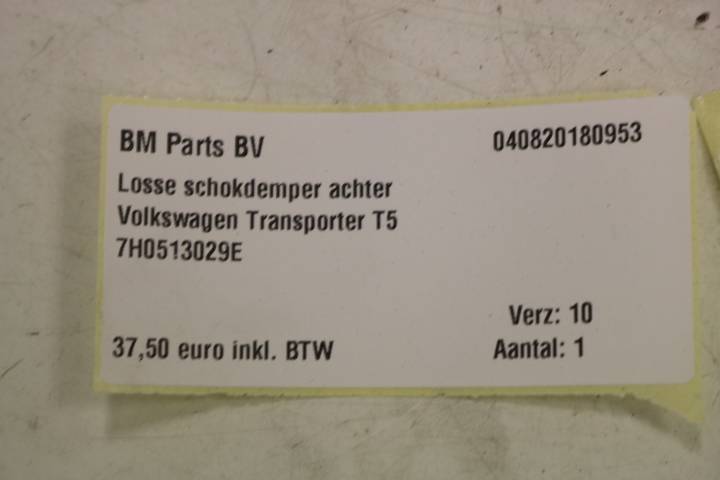 BM Parts BV 040820180953
Losse schokdemper achter
Volkswagen Transporter T5
7H0513029E
Verz: 10
37,50 euro inkl. BTW Aantal: 1